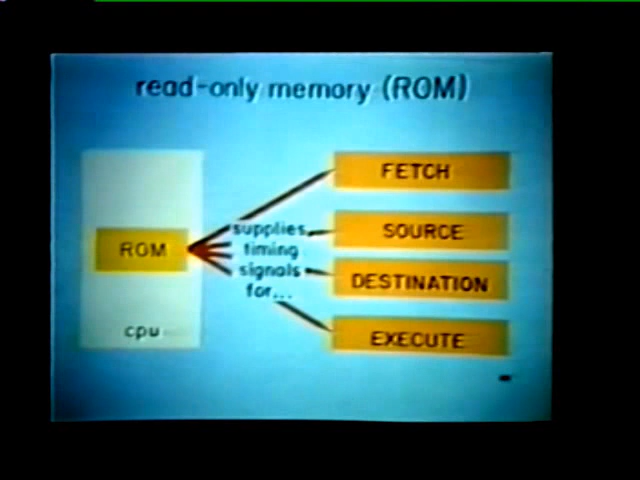 read-only memory (ROM)
FETCH
SOURCE
DESTINATION
EXECUTE
supplies
timing
signals
for...
ROM
cpu